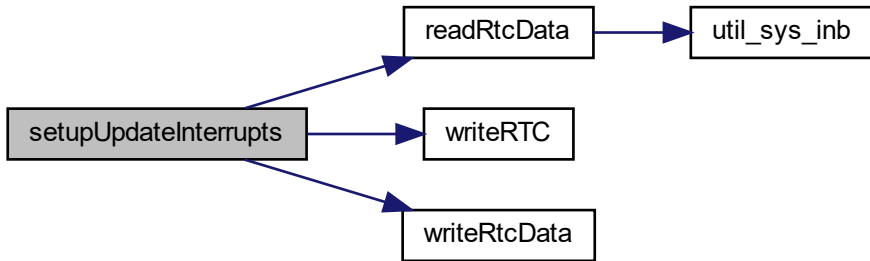 readRtcData
util_sys_inb
setupUpdateInterrupts
writeRTC
writeRtcData